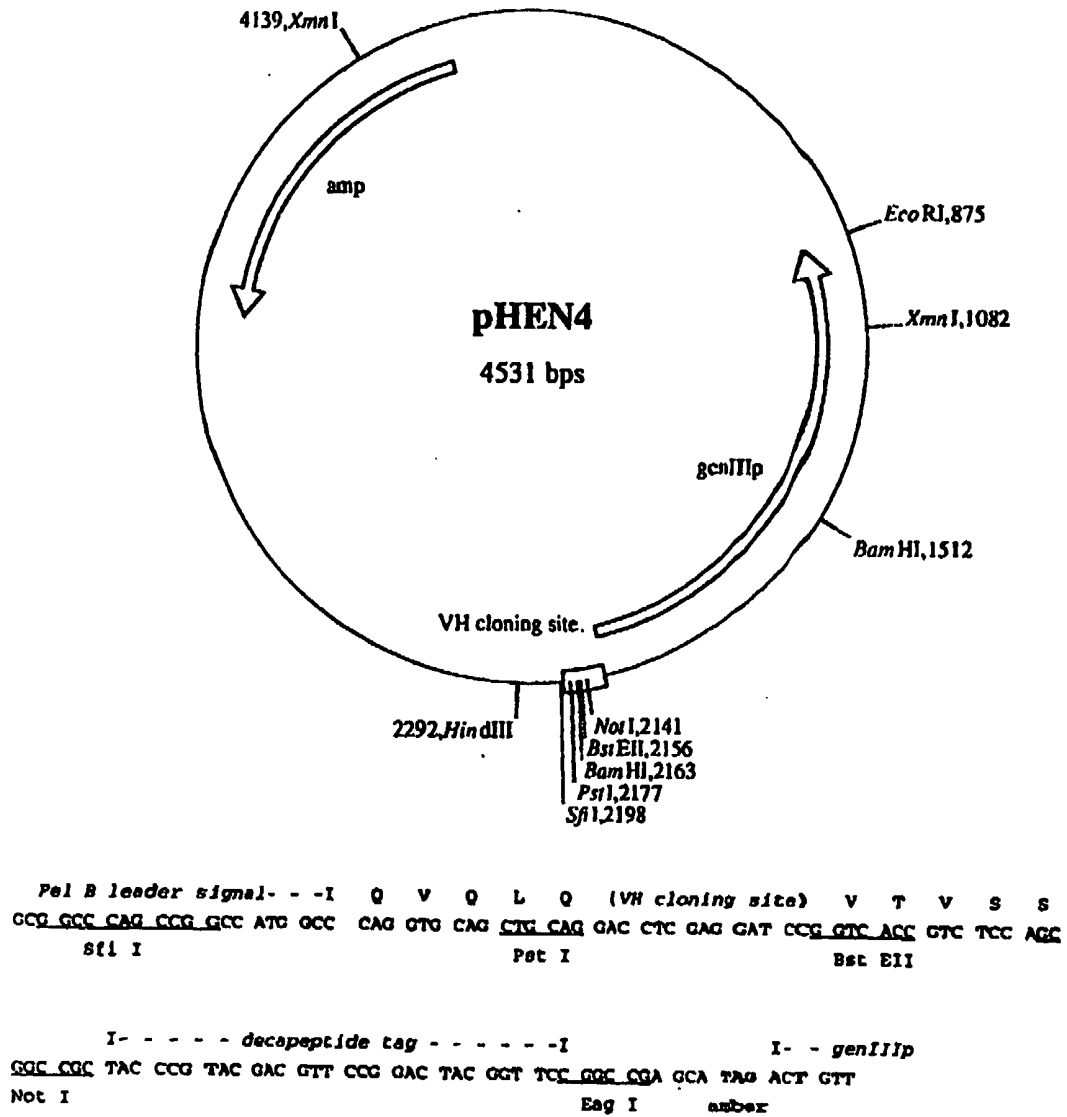 4139,XmnI
amp
EcoRI,875
pHEN4
XmnI,1082
4531 bps
genIIIp
BamHI,1512
VH cloning site.
2292,HindIII
NotI,2141
BstEII,2156
BamHI,2163
PstI,2177
SfiI,2198
Pel B leader signal- - -I Q V Q L Q (VH cloning site) V T V S S
GCG GCC CAG CCG GCC ATG GCC CAG GTG CAG CTG CAG GAC CTC GAG GAT CCG GTC ACC GTC TCC AGC
Sfi I Pst I Bst EII
I- - - - - decapeptide tag - - - - - -I I- - genIIIp
GGC CGC TAC CCG TAC GAC GTT CCG GAC TAC GGT TCC GGC CGA GCA TAG ACT GTT
Not I Eag I amber